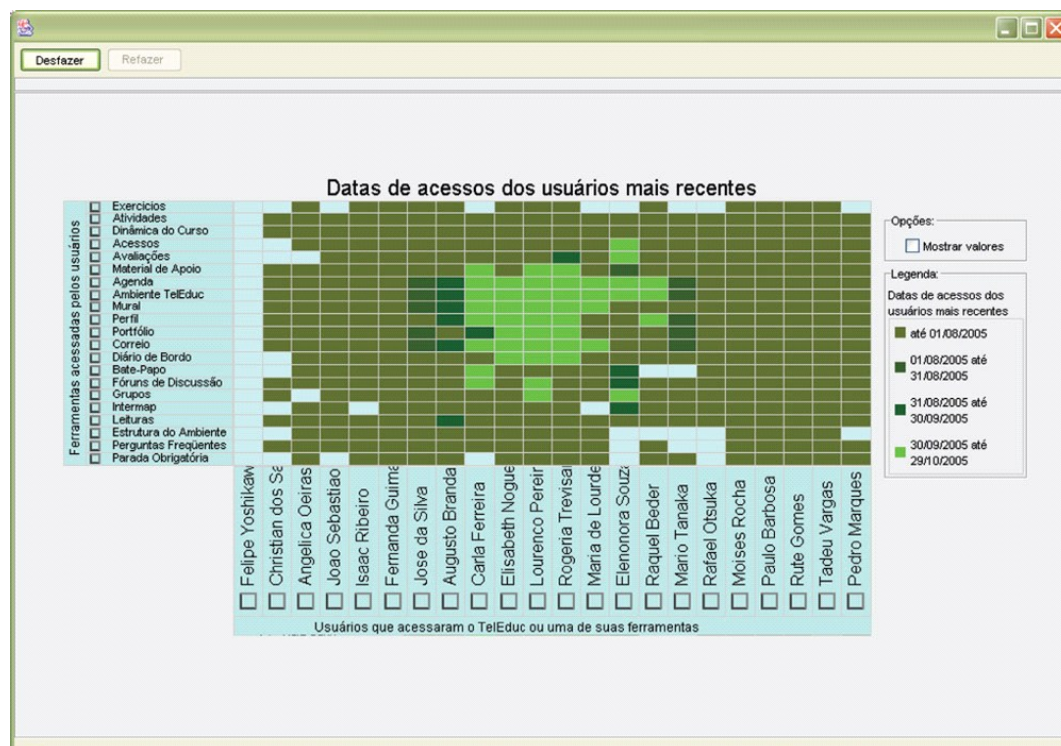 Desfazer
Refazer
Datas de acessos dos usuários mais recentes
Ferramentas acessadas pelos usuários
Exercícios
Atividades
Dinâmica do Curso
Acessos
Avaliações
Material de Apoio
Agenda
Ambiente TelEduc
Mural
Perfil
Portfólio
Correio
Diário de Bordo
Bate-Papo
Fóruns de Discussão
Grupos
Intermap
Leituras
Estrutura do Ambiente
Perguntas Freqüentes
Parada Obrigatória
Opções:
Mostrar valores
Legenda:
Datas de acessos dos
usuários mais recentes
até 01/08/2005
01/08/2005 até
31/08/2005
31/08/2005 até
30/09/2005
30/09/2005 até
29/10/2005
Felipe Yoshikaw
Christian dos Sa
Angelica Oeiras
Joao Sebastiao
Isaac Ribeiro
Fernanda Guima
Jose da Silva
Augusto Branda
Carla Ferreira
Elisabeth Nogue
Lourenco Pereir
Rogeria Trevisan
Maria de Lourde
Elenonora Souza
Raquel Beder
Mario Tanaka
Rafael Otsuka
Moises Rocha
Paulo Barbosa
Rute Gomes
Tadeu Vargas
Pedro Marques
Usuários que acessaram o TelEduc ou uma de suas ferramentas